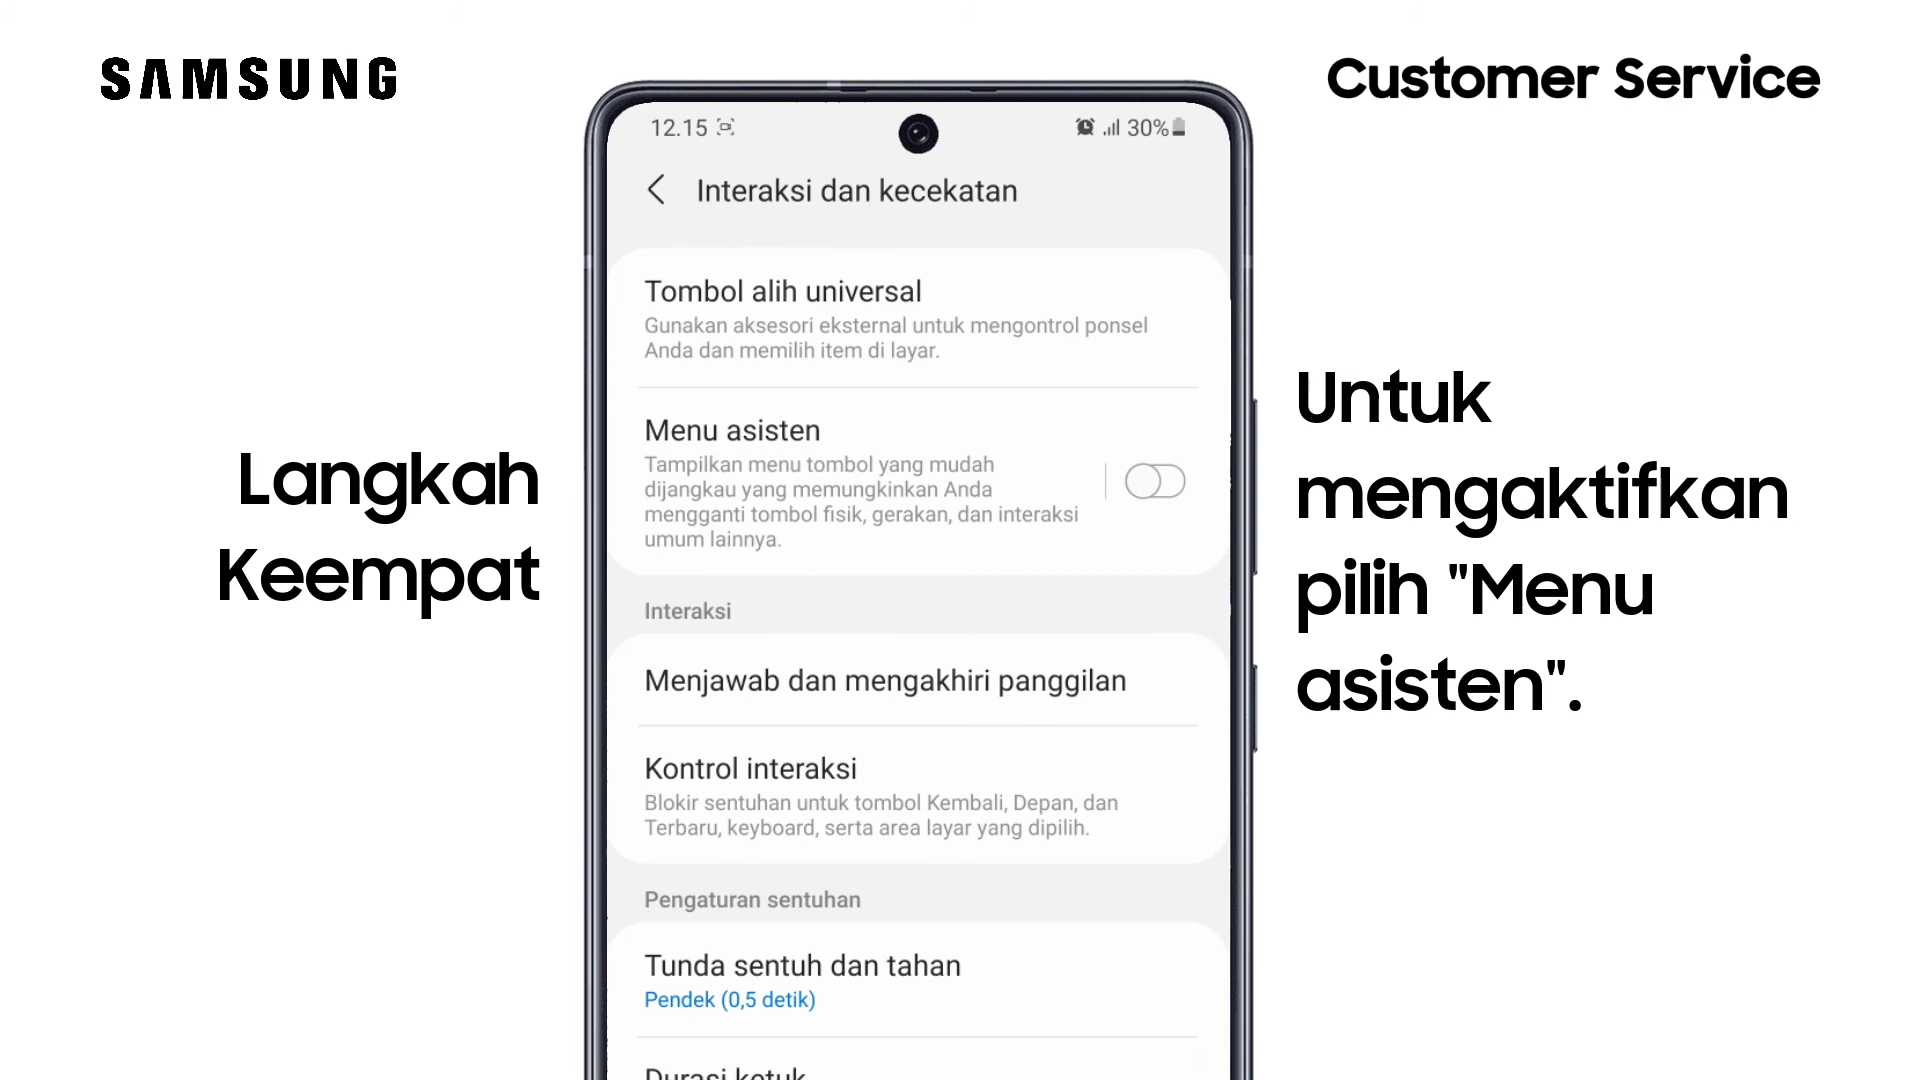 SAMSUNG
Customer Service
Langkah
Keempat
12.15
30%
Interaksi dan kecekatan
Tombol alih universal
Gunakan aksesori eksternal untuk mengontrol ponsel
Anda dan memilih item di layar.
Menu asisten
Tampilkan menu tombol yang mudah
dijangkau yang memungkinkan Anda
mengganti tombol fisik, gerakan, dan interaksi
umum lainnya.
Interaksi
Menjawab dan mengakhiri panggilan
Kontrol interaksi
Blokir sentuhan untuk tombol Kembali, Depan, dan
Terbaru, keyboard, serta area layar yang dipilih.
Pengaturan sentuhan
Tunda sentuh dan tahan
Pendek (0,5 detik)
Durasi ketuk
Untuk
mengaktifkan
pilih "Menu
asisten".